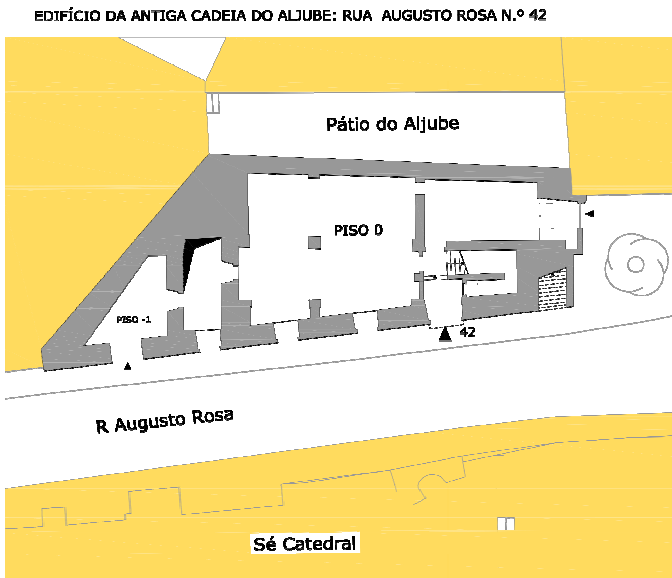 EDIFÍCIO DA ANTIGA CADEIA DO ALJUBE: RUA AUGUSTO ROSA N.º 42
Pátio do Aljube
PISO 0
PISO -1
42
R Augusto Rosa
Sé Catedral